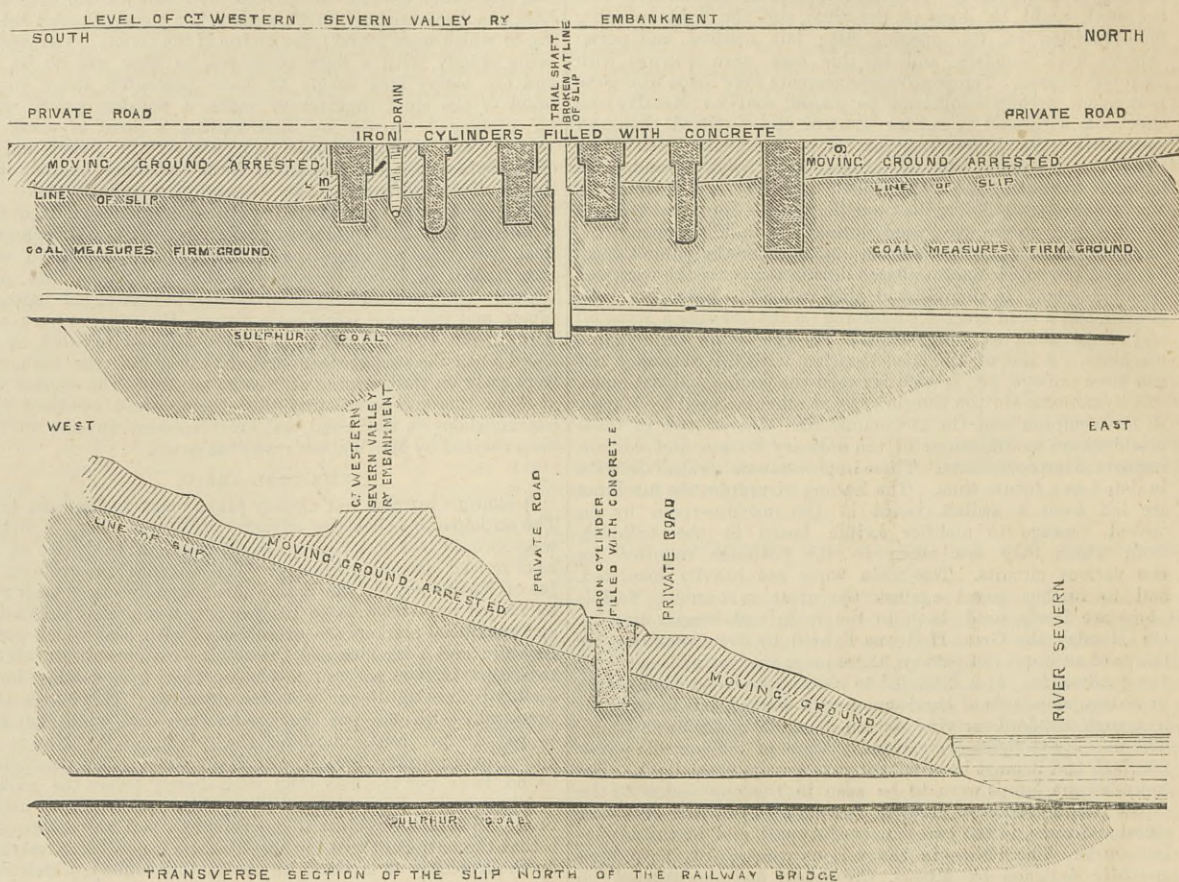 LEVEL OF GT WESTERN SEVERN VALLEY RY EMBANKMENT
SOUTH
NORTH
TRIAL SHAFT
BROKEN AT LINE
OF SLIP
DRAIN
PRIVATE ROAD
PRIVATE ROAD
IRON CYLINDERS FILLED WITH CONCRETE
MOVING GROUND ARRESTED
MOVING GROUND ARRESTED
LINE OF SLIP
LINE OF SLIP
COAL MEASURES FIRM GROUND
COAL MEASURES FIRM GROUND
SULPHUR COAL
WEST
EAST
GT WESTERN
SEVERN VALLEY
RY EMBANKMENT
PRIVATE ROAD
IRON CYLINDER
FILLED WITH CONCRETE
PRIVATE ROAD
LINE OF SLIP
MOVING GROUND ARRESTED
MOVING GROUND
RIVER SEVERN
SULPHUR COAL
TRANSVERSE SECTION OF THE SLIP NORTH OF THE RAILWAY BRIDGE